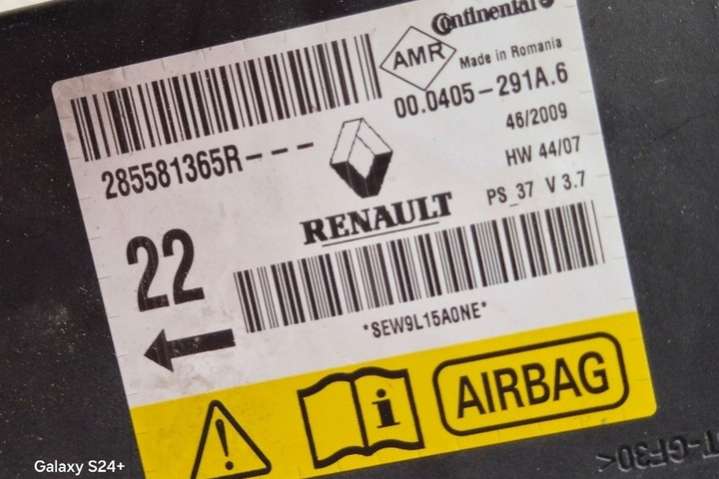 Continental
AMR
Made in Romania
00.0405-291A.6
285581365R---
46/2009
HW 44/07
PS_37 V 3.7
RENAULT
22
*SEW9L15A0NE*
i
AIRBAG
T-GF30<
Galaxy S24+